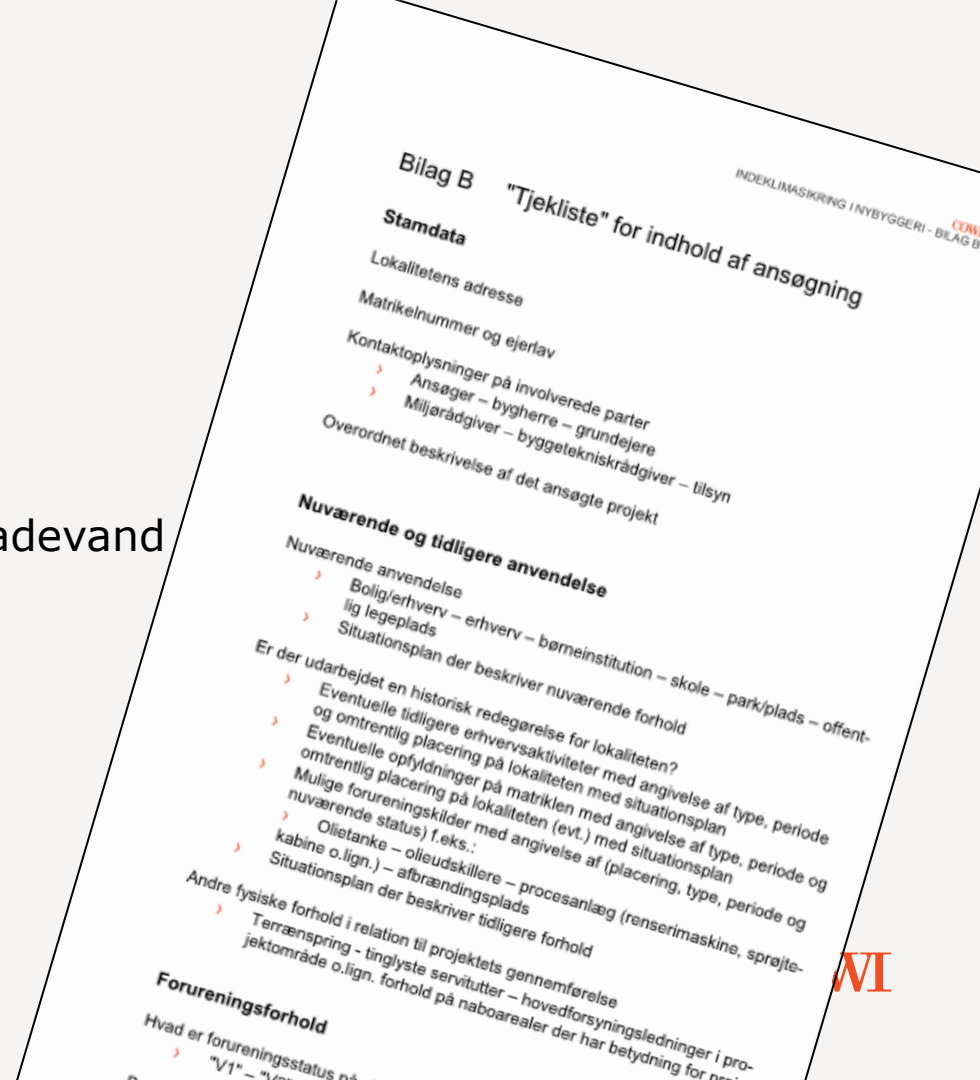 INDEKLIMASIKRING I NYBYGGERI - BILAG B
Bilag B "Tjekliste" for indhold af ansøgning
Stamdata
Lokalitetens adresse
Matrikelnummer og ejerlav
Kontaktoplysninger på involverede parter
› Ansøger – bygherre – grundejere
› Miljørådgiver – byggetekniskrådgiver – tilsyn
Overordnet beskrivelse af det ansøgte projekt
adevand
Nuværende og tidligere anvendelse
Nuværende anvendelse
› Bolig/erhverv – erhverv – børneinstitution – skole – park/plads – offent-
lig legeplads
› Situationsplan der beskriver nuværende forhold
Er der udarbejdet en historisk redegørelse for lokaliteten?
› Eventuelle tidligere erhvervsaktiviteter med angivelse af type, periode
og omtrentlig placering på lokaliteten med situationsplan
› Eventuelle opfyldninger på matriklen med angivelse af type, periode og
omtrentlig placering på lokaliteten (evt.) med situationsplan
› Mulige forureningskilder med angivelse af (placering, type, periode og
nuværende status) f.eks.:
› Olietanke – olieudskillere – procesanlæg (renserimaskine, sprøjte-
kabine o.lign.) – afbrændingsplads
› Situationsplan der beskriver tidligere forhold
Andre fysiske forhold i relation til projektets gennemførelse
› Terrænspring - tinglyste servitutter – hovedforsyningsledninger i pro-
jektområde o.lign. forhold på naboarealer der har betydning for
WI
Forureningsforhold
Hvad er forureningsstatus på
› "V1" –